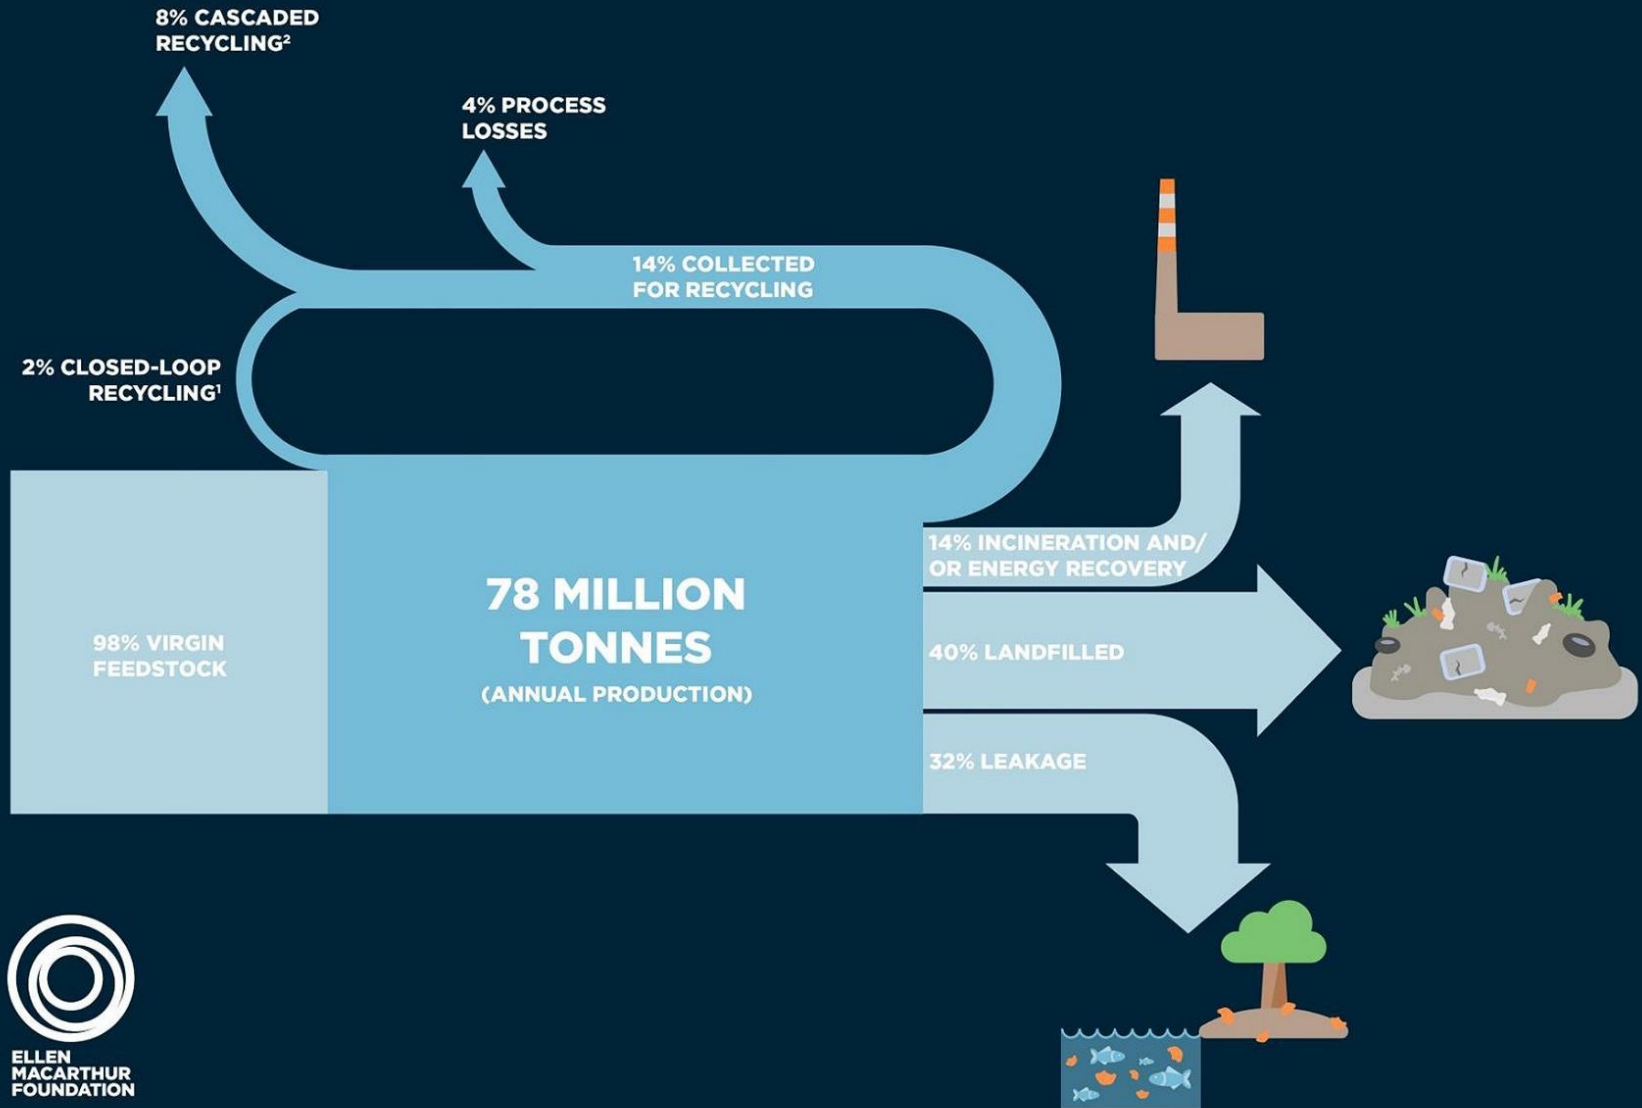 8% CASCADED
RECYCLING²
4% PROCESS
LOSSES
14% COLLECTED
FOR RECYCLING
2% CLOSED-LOOP
RECYCLING¹
98% VIRGIN
FEEDSTOCK
78 MILLION
TONNES
(ANNUAL PRODUCTION)
14% INCINERATION AND/
OR ENERGY RECOVERY
40% LANDFILLED
32% LEAKAGE
ELLEN
MACARTHUR
FOUNDATION